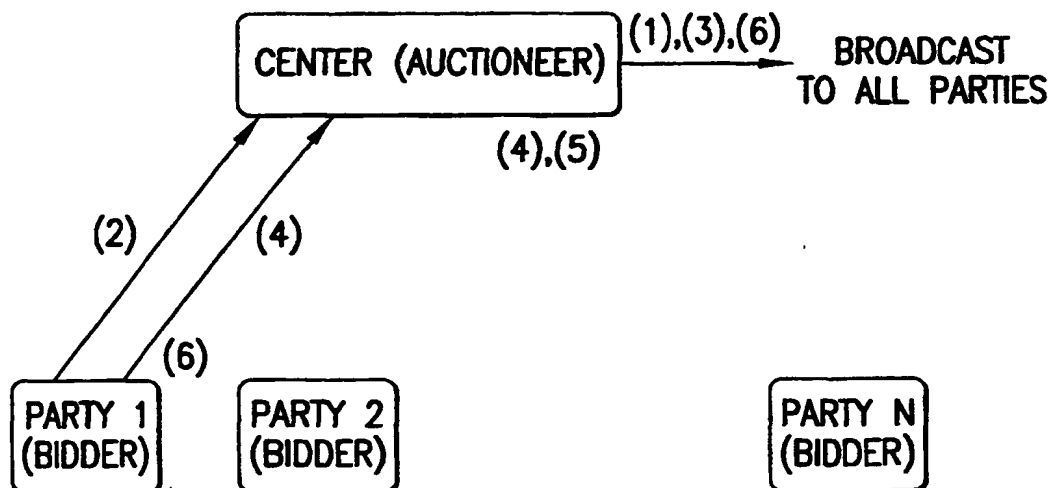 CENTER (AUCTIONEER)
(1),(3),(6)
BROADCAST
TO ALL PARTIES
(4),(5)
(2)
(4)
(6)
PARTY 1
(BIDDER)
PARTY 2
(BIDDER)
PARTY N
(BIDDER)